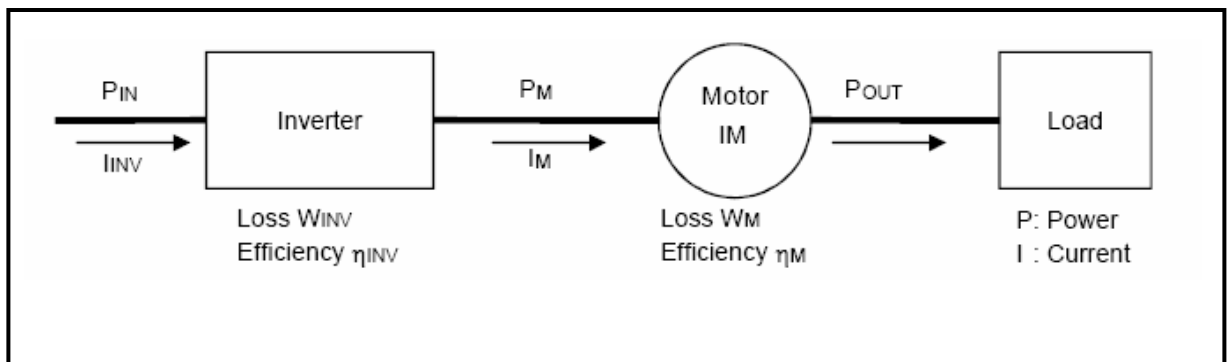 PIN
IINV
Inverter
Loss WINV
Efficiency ηINV
PM
IM
Motor
IM
Loss WM
Efficiency ηM
POUT
Load
P: Power
I : Current